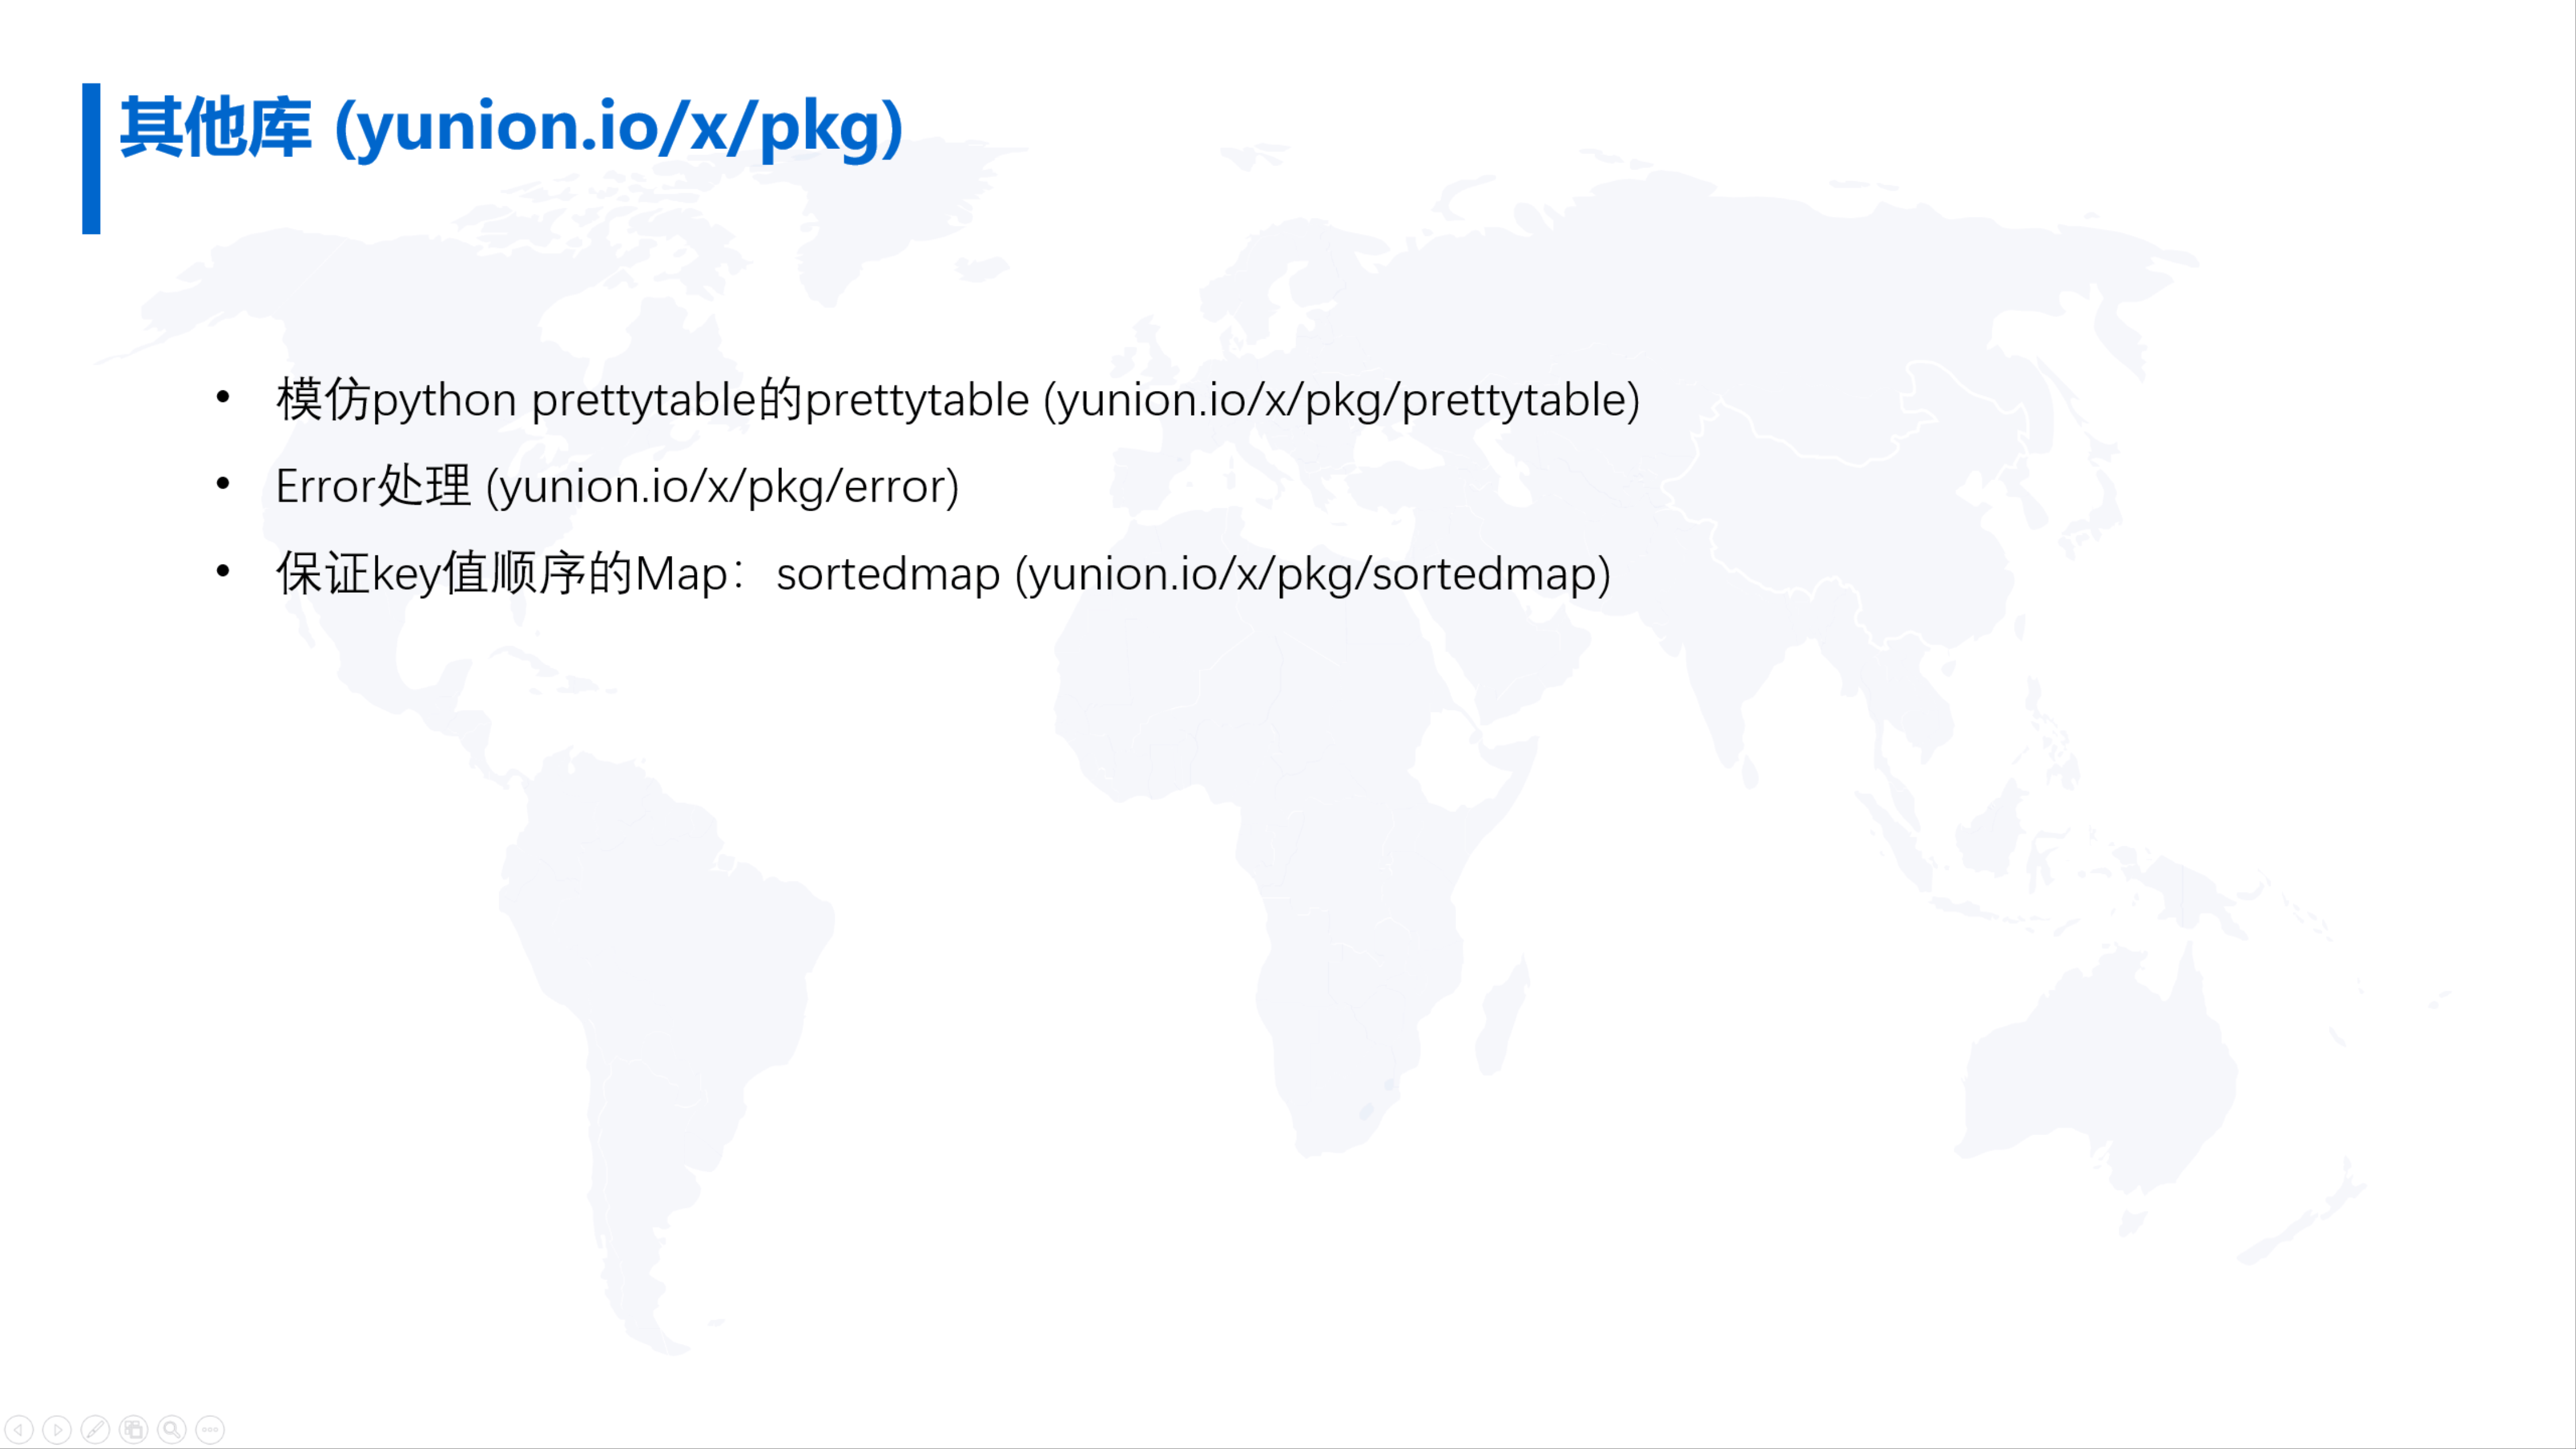 其他库 (yunion.io/x/pkg)
• 模仿python prettytable的prettytable (yunion.io/x/pkg/prettytable)
• Error处理 (yunion.io/x/pkg/error)
• 保证key值顺序的Map：sortedmap (yunion.io/x/pkg/sortedmap)